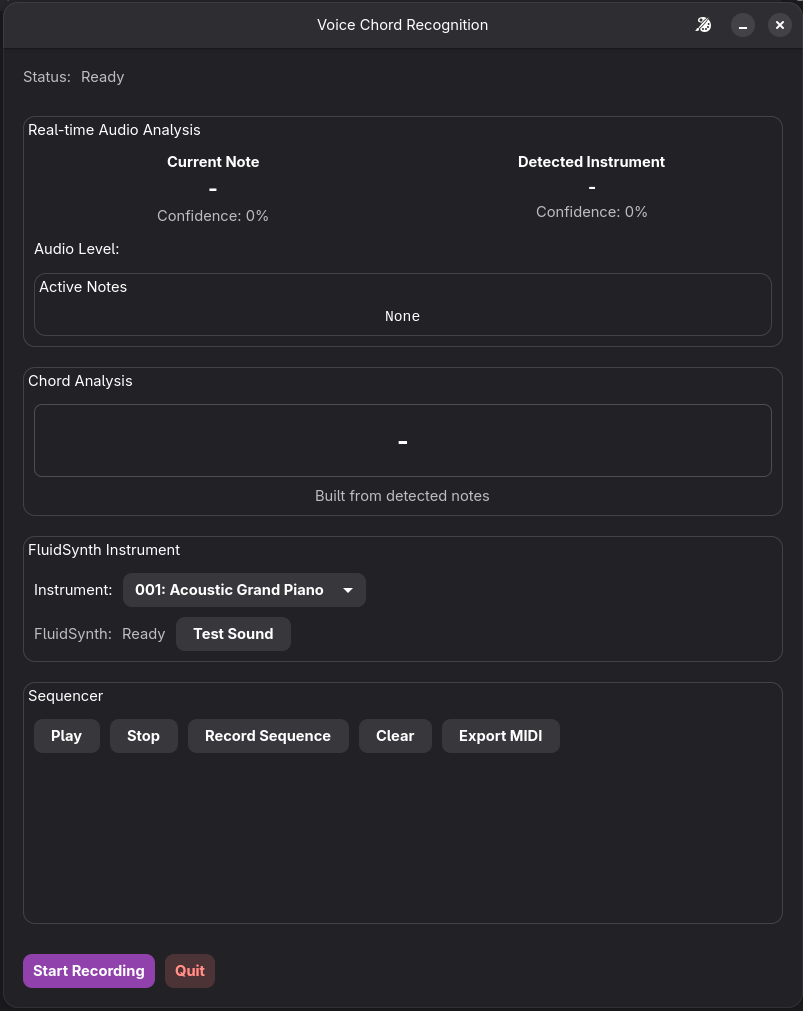 Voice Chord Recognition
Status: Ready
Real-time Audio Analysis
Current Note
-
Confidence: 0%
Detected Instrument
-
Confidence: 0%
Audio Level:
Active Notes
None
Chord Analysis
-
Built from detected notes
FluidSynth Instrument
Instrument: 001: Acoustic Grand Piano
FluidSynth: Ready Test Sound
Sequencer
Play Stop Record Sequence Clear Export MIDI
Start Recording Quit